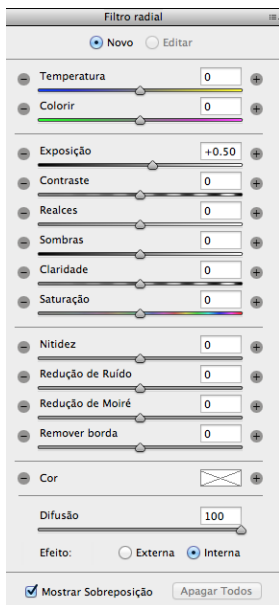 Filtro radial
Novo Editar
Temperatura 0
Colorir 0
Exposição +0.50
Contraste 0
Realces 0
Sombras 0
Claridade 0
Saturação 0
Nitidez 0
Redução de Ruído 0
Redução de Moiré 0
Remover borda 0
Cor
Difusão 100
Efeito: Externa Interna
Mostrar Sobreposição Apagar Todos